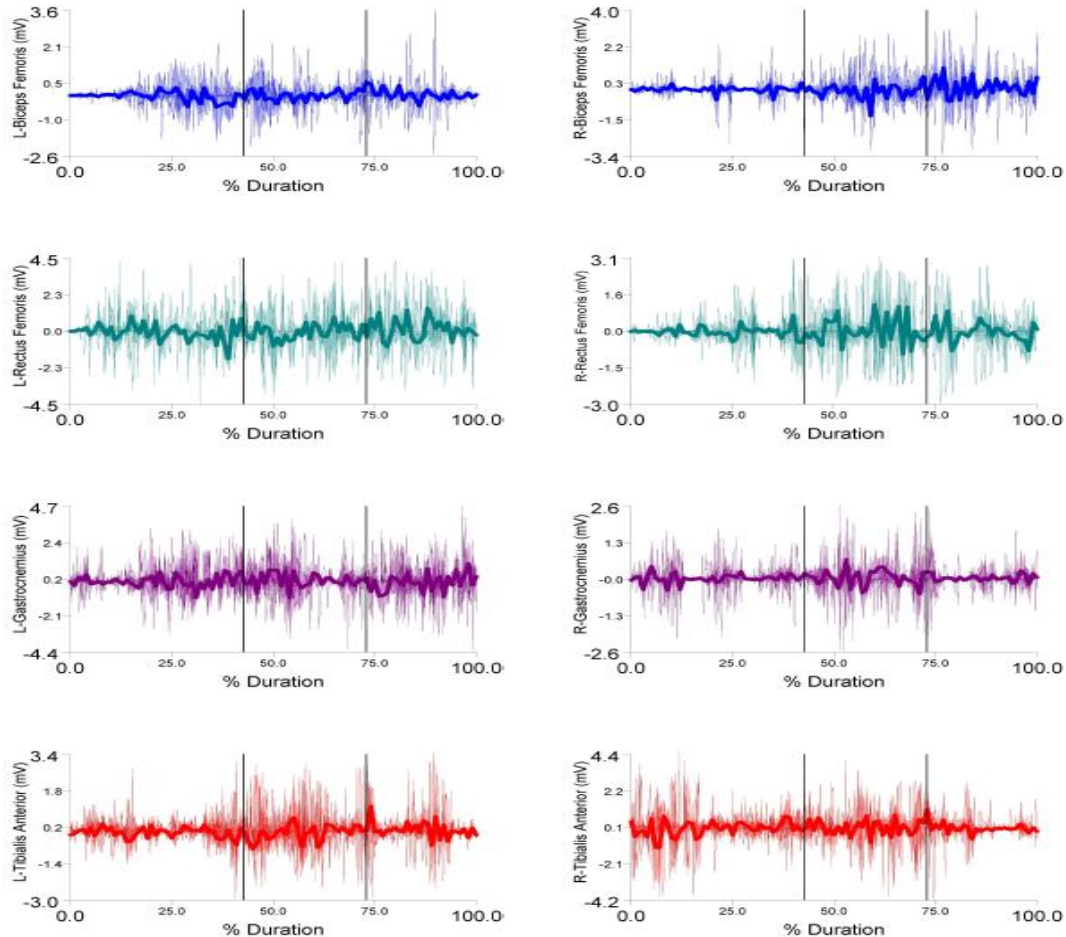 L-Biceps Femoris (mV)
3.6
2.1
0.5
-1.0
-2.6
0.0 25.0 50.0 75.0 100.0
% Duration
R-Biceps Femoris (mV)
4.0
2.2
0.3
-1.5
-3.4
0.0 25.0 50.0 75.0 100.0
% Duration
L-Rectus Femoris (mV)
4.5
2.3
0.0
-2.3
-4.5
0.0 25.0 50.0 75.0 100.0
% Duration
R-Rectus Femoris (mV)
3.1
1.6
0.0
-1.5
-3.0
0.0 25.0 50.0 75.0 100.0
% Duration
L-Gastrocnemius (mV)
4.7
2.4
0.2
-2.1
-4.4
0.0 25.0 50.0 75.0 100.0
% Duration
R-Gastrocnemius (mV)
2.6
1.3
-0.0
-1.3
-2.6
0.0 25.0 50.0 75.0 100.0
% Duration
L-Tibialis Anterior (mV)
3.4
1.8
0.2
-1.4
-3.0
0.0 25.0 50.0 75.0 100.0
% Duration
R-Tibialis Anterior (mV)
4.4
2.2
0.1
-2.1
-4.2
0.0 25.0 50.0 75.0 100.0
% Duration